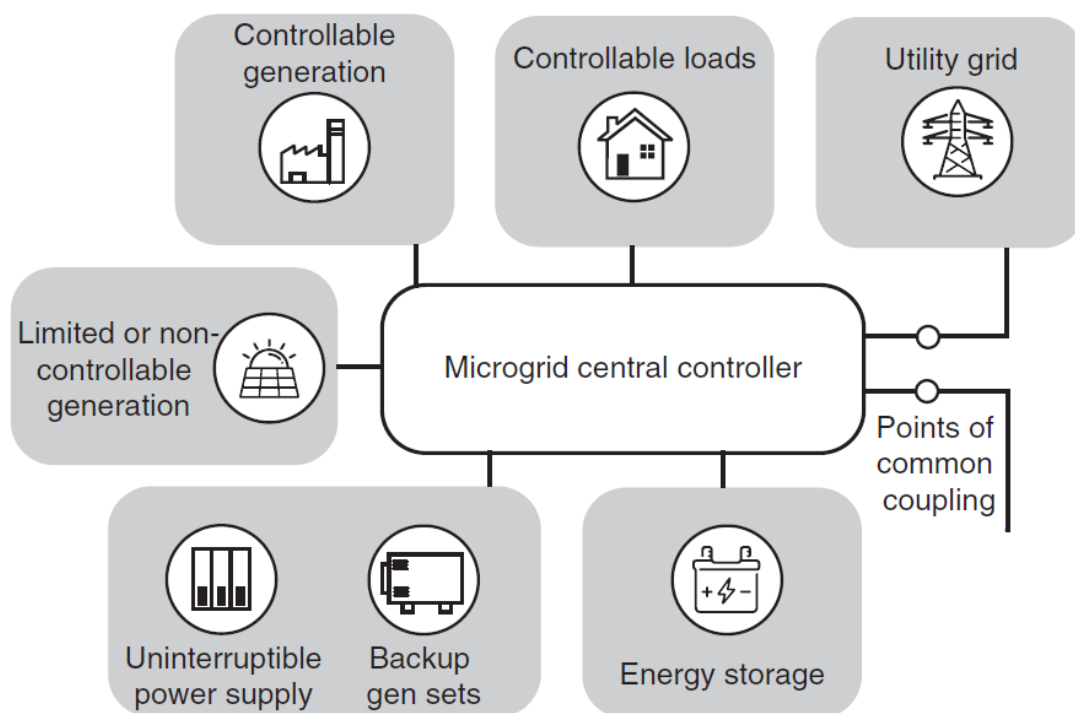 Controllable
generation
Controllable loads
Utility grid
Limited or non-
controllable
generation
Microgrid central controller
Points of
common
coupling
Uninterruptible
power supply
Backup
gen sets
Energy storage